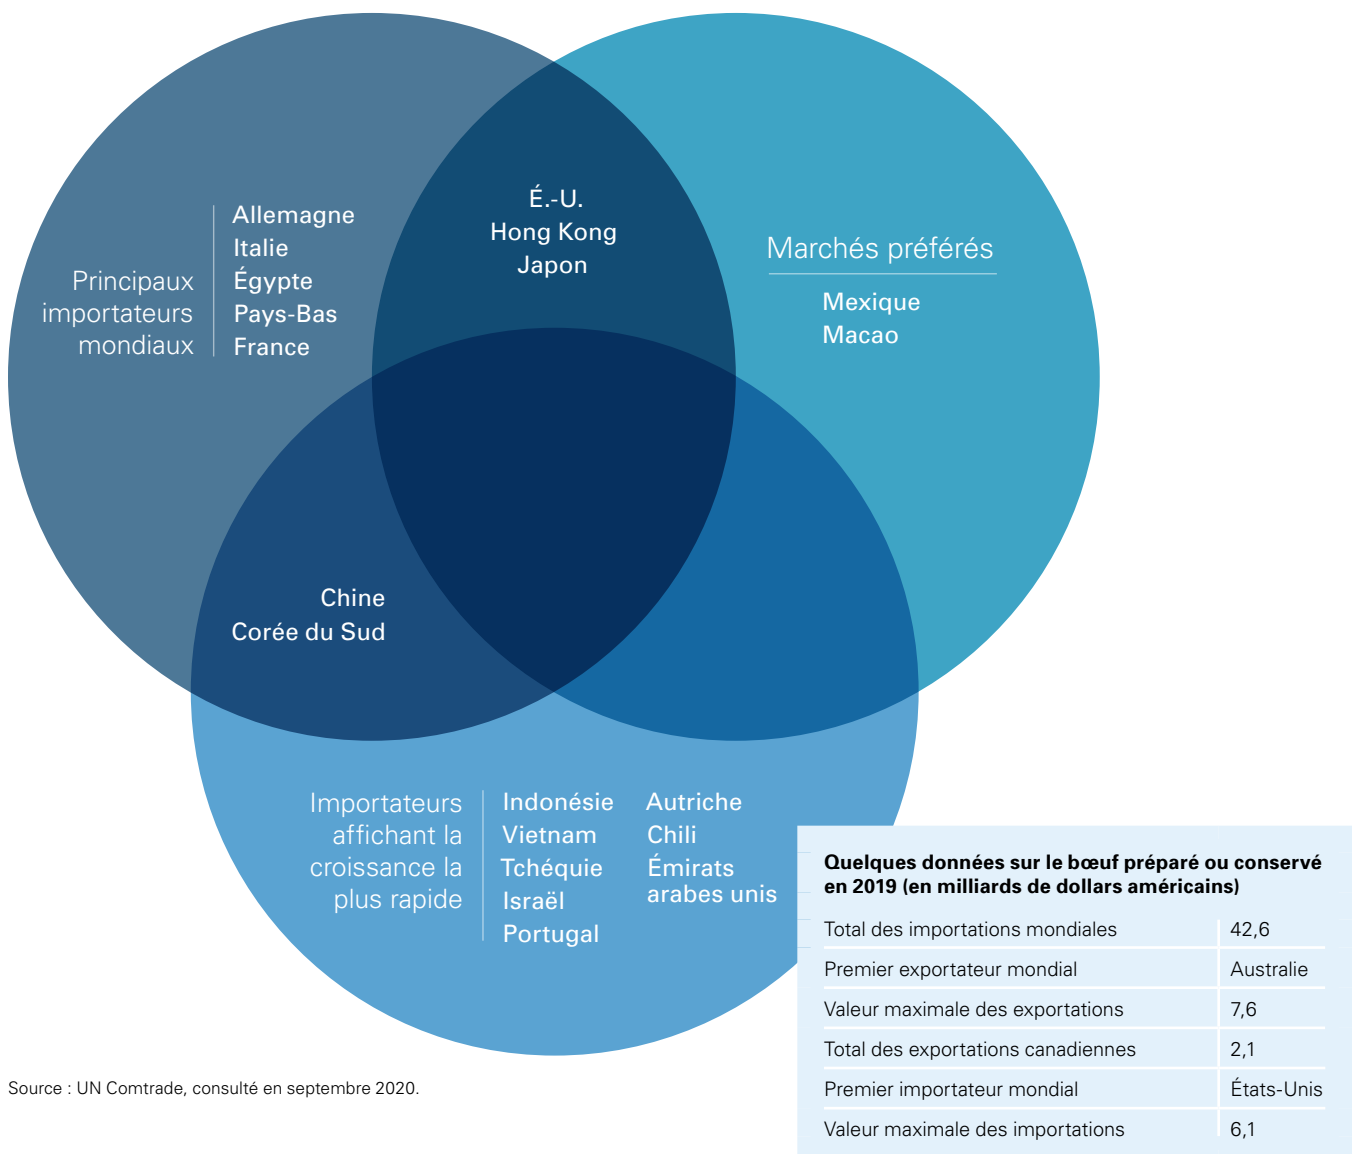 É.-U.
Hong Kong
Japon
Principaux
importateurs
mondiaux
Allemagne
Italie
Égypte
Pays-Bas
France
Marchés préférés
Mexique
Macao
Chine
Corée du Sud
Importateurs
affichant la
croissance la
plus rapide
Indonésie
Vietnam
Tchéquie
Israël
Portugal
Autriche
Chili
Émirats
arabes unis
Quelques données sur le bœuf préparé ou conservé
en 2019 (en milliards de dollars américains)
Total des importations mondiales 42,6
Premier exportateur mondial Australie
Valeur maximale des exportations 7,6
Total des exportations canadiennes 2,1
Premier importateur mondial États-Unis
Valeur maximale des importations 6,1
Source : UN Comtrade, consulté en septembre 2020.